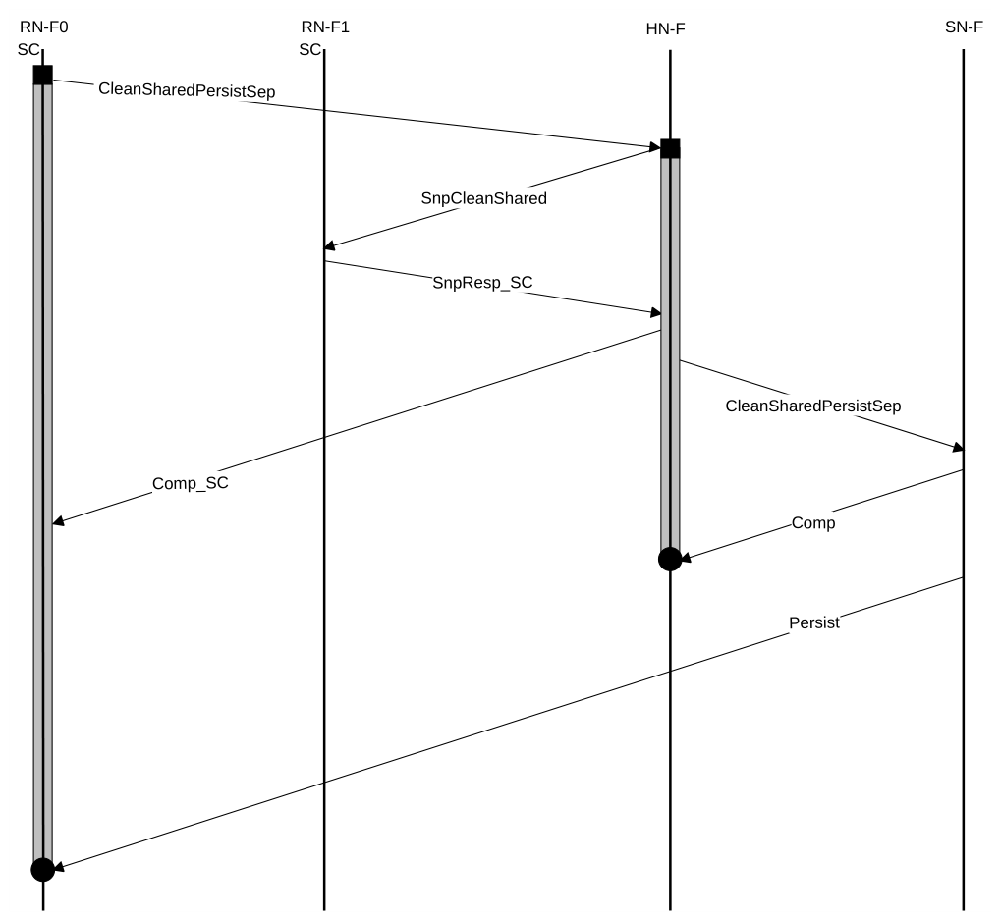 RN-F0 RN-F1 HN-F SN-F
SC SC
CleanSharedPersistSep
SnpCleanShared
SnpResp_SC
CleanSharedPersistSep
Comp_SC
Comp
Persist